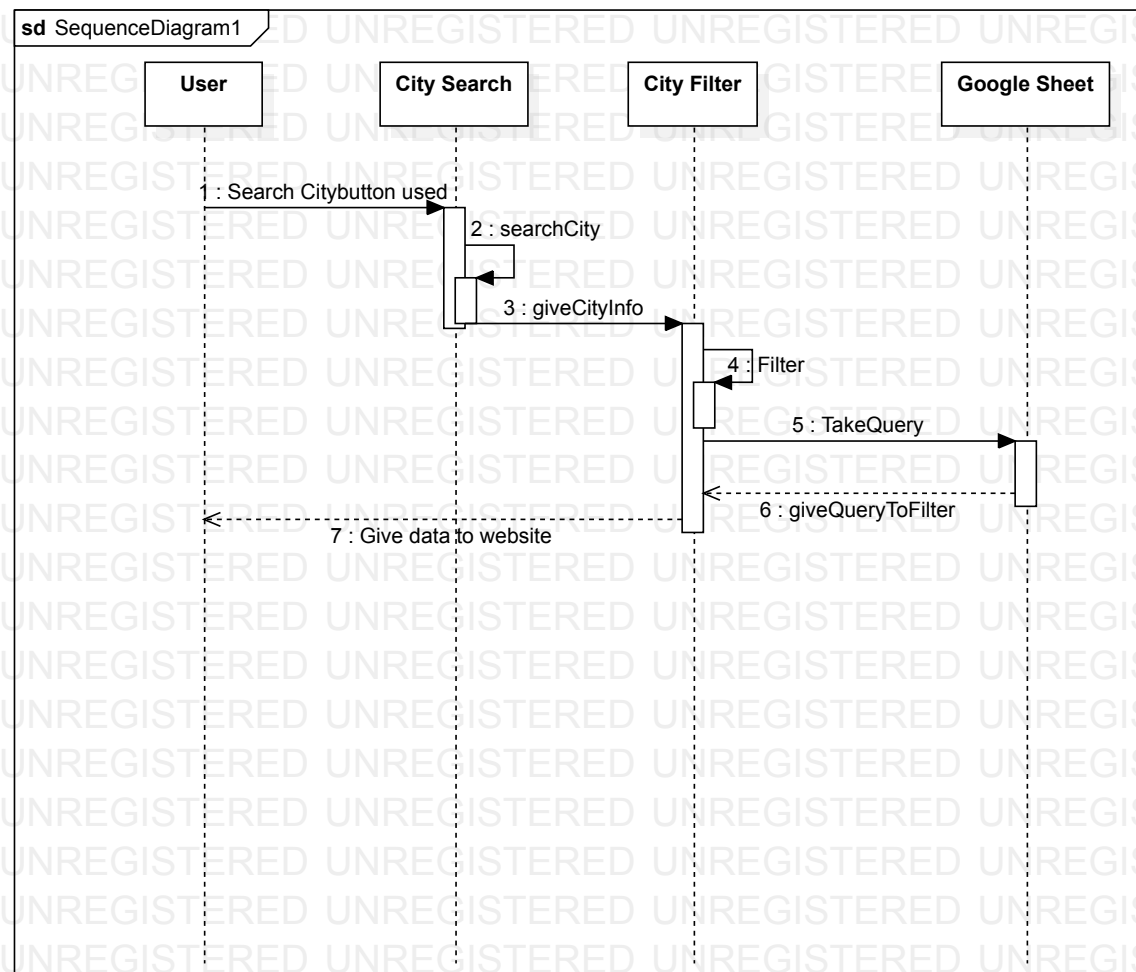 sd SequenceDiagram1
User
City Search
City Filter
Google Sheet
1 : Search Citybutton used
2 : searchCity
3 : giveCityInfo
4 : Filter
5 : TakeQuery
6 : giveQueryToFilter
7 : Give data to website
UNREGISTERED